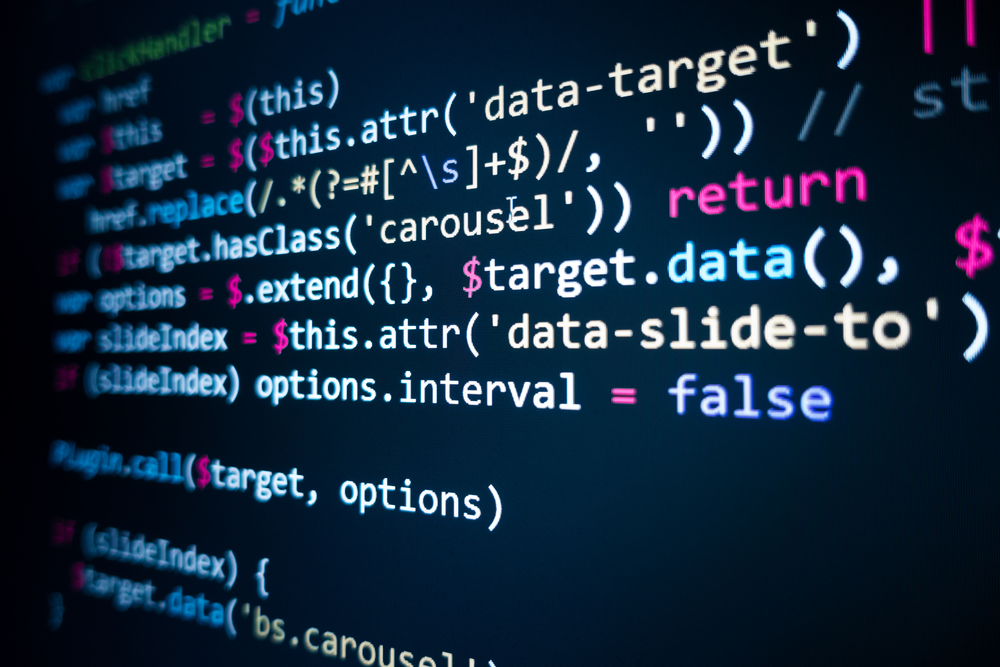 var clickHandler = func
var href
var $this = $(this)
var $target = $($this.attr('data-target') ||
href.replace(/.*(?=#[^\s]+$)/, '')) // st
if (!$target.hasClass('carousel')) return
var options = $.extend({}, $target.data(), $
var slideIndex = $this.attr('data-slide-to')
if (slideIndex) options.interval = false
Plugin.call($target, options)
if (slideIndex) {
$target.data('bs.carousel')
}